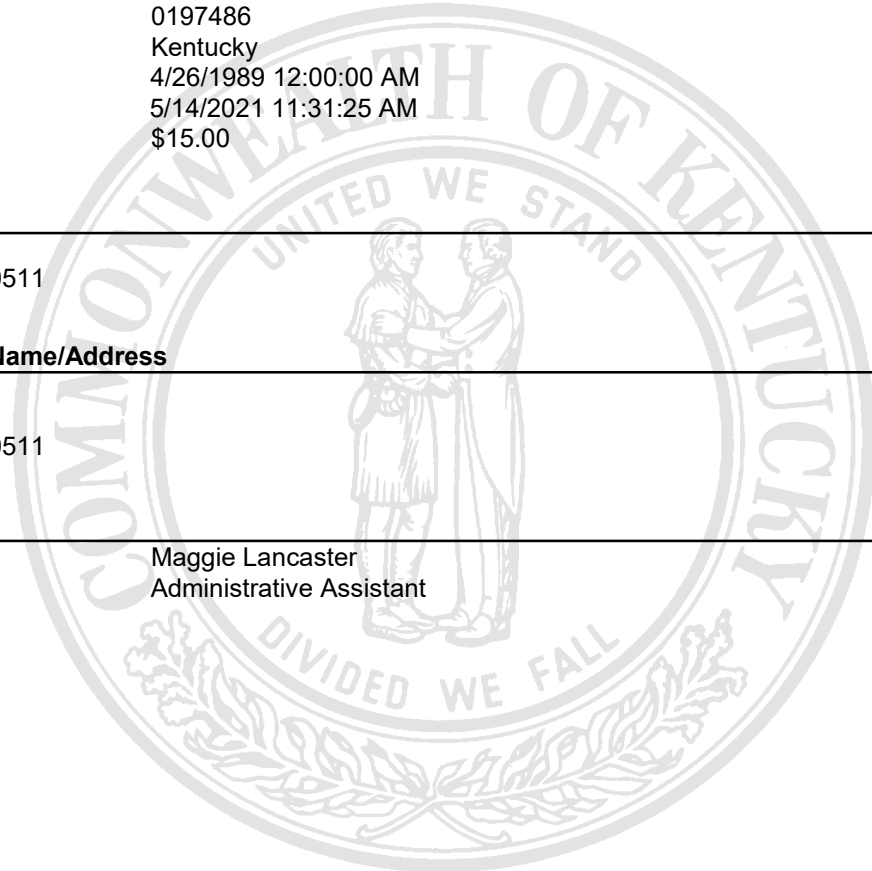 0197486
Kentucky
4/26/1989 12:00:00 AM
5/14/2021 11:31:25 AM
$15.00
COMMONWEALTH OF KENTUCKY
UNITED WE STAND
0511
Name/Address
0511
Maggie Lancaster
Administrative Assistant
DIVIDED WE FALL